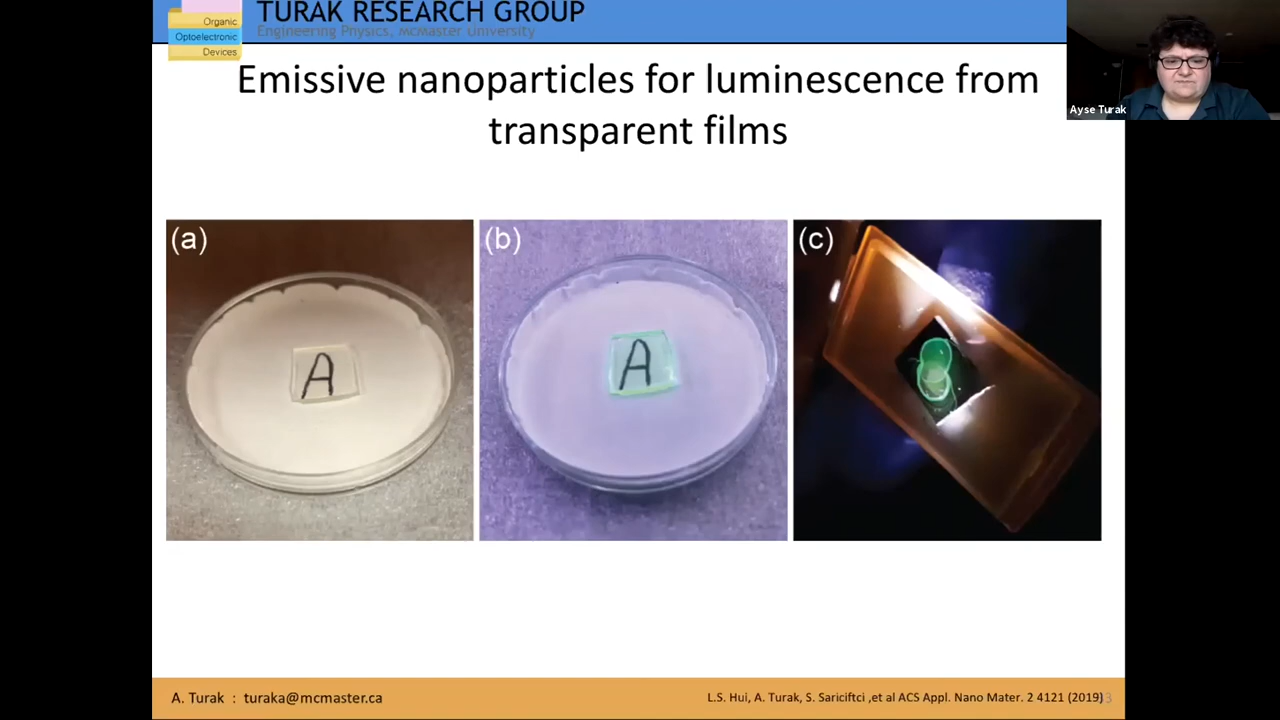 TURAK RESEARCH GROUP
Engineering Physics, McMaster University
Organic
Optoelectronic
Devices
Ayse Turak
Emissive nanoparticles for luminescence from
transparent films
(a)
(b)
(c)
A
A
A. Turak : turaka@mcmaster.ca
L.S. Hui, A. Turak, S. Sariciftci ,et al ACS Appl. Nano Mater. 2 4121 (2019)